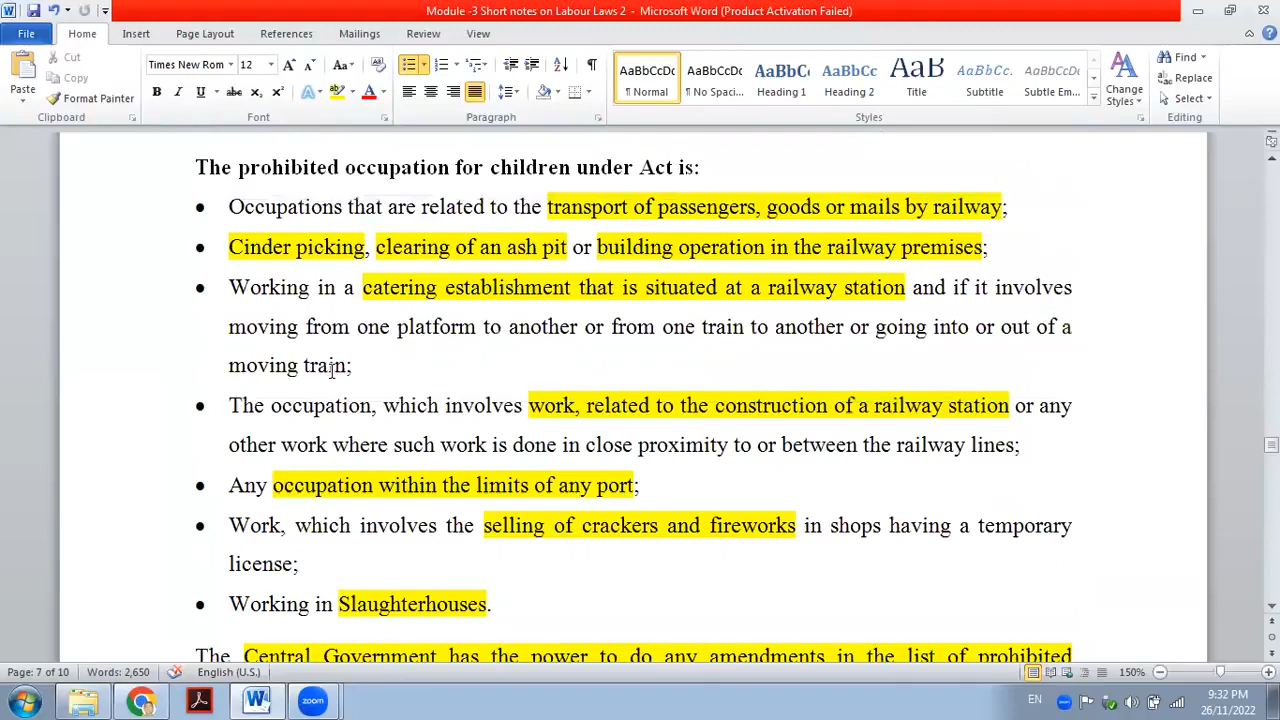 Module -3 Short notes on Labour Laws 2 - Microsoft Word (Product Activation Failed)
File Home Insert Page Layout References Mailings Review View
Cut
Copy
Format Painter
Paste
Times New Rom 12
B I U abc x₂ x² A Aa A A
AaBbCcDc AaBbCcDc AaBbCc AaBbCc AaB AaBbCcL AaBbCcDc
¶ Normal ¶ No Spaci... Heading 1 Heading 2 Title Subtitle Subtle Em...
Change Styles
Find
Replace
Select
Clipboard Font Paragraph Styles Editing
The prohibited occupation for children under Act is:
• Occupations that are related to the transport of passengers, goods or mails by railway;
• Cinder picking, clearing of an ash pit or building operation in the railway premises;
• Working in a catering establishment that is situated at a railway station and if it involves
moving from one platform to another or from one train to another or going into or out of a
moving train;
• The occupation, which involves work, related to the construction of a railway station or any
other work where such work is done in close proximity to or between the railway lines;
• Any occupation within the limits of any port;
• Work, which involves the selling of crackers and fireworks in shops having a temporary
license;
• Working in Slaughterhouses.
The Central Government has the power to do any amendments in the list of prohibited
Page: 7 of 10 Words: 2,650 English (U.S.) 150%
zoom EN 9:32 PM
26/11/2022